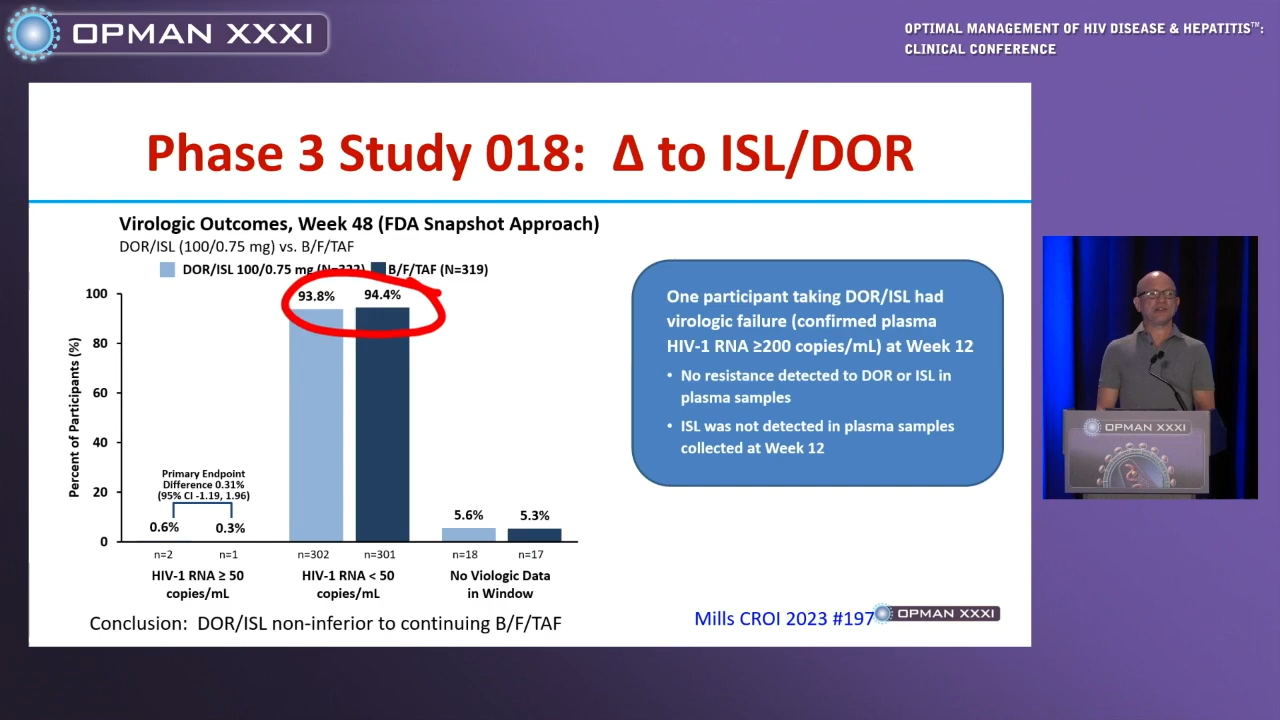 OPMAN XXXI
OPTIMAL MANAGEMENT OF HIV DISEASE & HEPATITIS™:
CLINICAL CONFERENCE
Phase 3 Study 018: Δ to ISL/DOR
Virologic Outcomes, Week 48 (FDA Snapshot Approach)
DOR/ISL (100/0.75 mg) vs. B/F/TAF
DOR/ISL 100/0.75 mg B/F/TAF (N=319)
93.8% 94.4%
100
80
60
40
20
0
Percent of Participants (%)
Primary Endpoint
Difference 0.31%
(95% CI -1.19, 1.96)
0.6% 0.3%
5.6% 5.3%
n=2 n=1 n=302 n=301 n=18 n=17
HIV-1 RNA ≥ 50
copies/mL
HIV-1 RNA < 50
copies/mL
No Viologic Data
in Window
Conclusion: DOR/ISL non-inferior to continuing B/F/TAF
One participant taking DOR/ISL had
virologic failure (confirmed plasma
HIV-1 RNA ≥200 copies/mL) at Week 12
• No resistance detected to DOR or ISL in
plasma samples
• ISL was not detected in plasma samples
collected at Week 12
Mills CROI 2023 #197
OPMAN XXXI
OPMAN XXXI